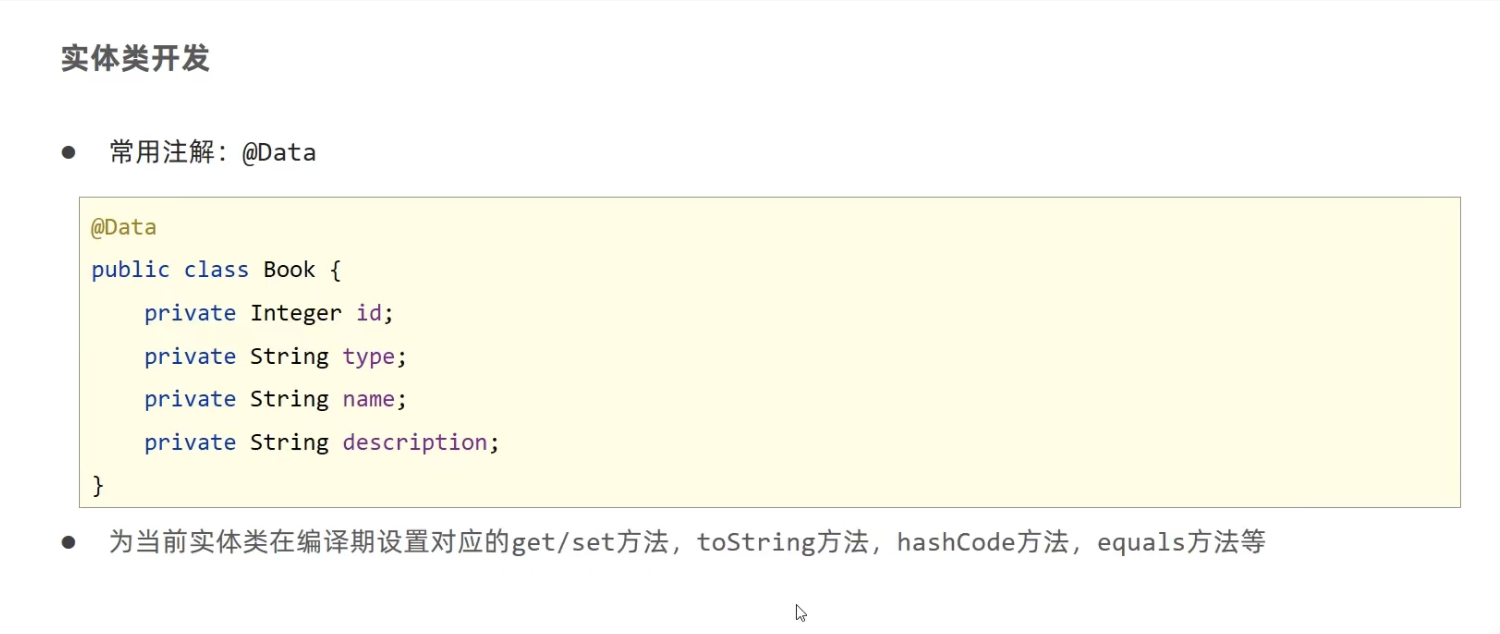 实体类开发
● 常用注解：@Data
@Data
public class Book {
    private Integer id;
    private String type;
    private String name;
    private String description;
}
● 为当前实体类在编译期设置对应的get/set方法，toString方法，hashCode方法，equals方法等